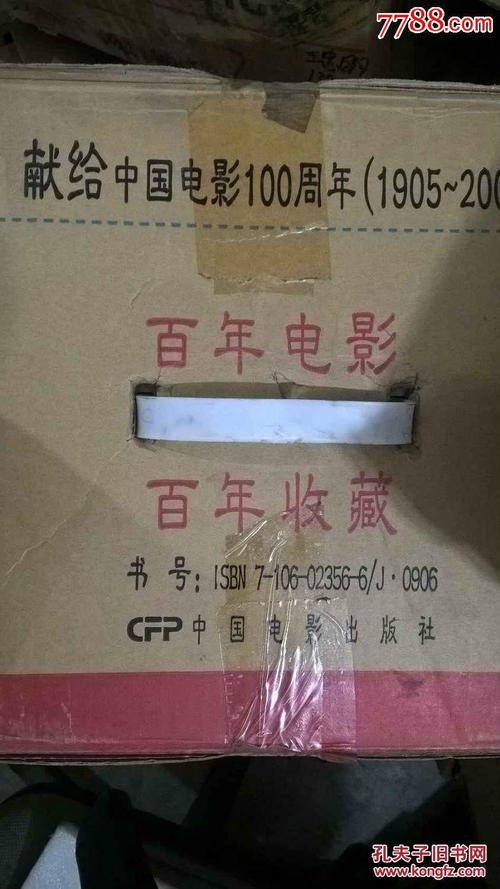 7788.com
献给中国电影100周年(1905~200
百年电影
百年收藏
书号: ISBN 7-106-02356-6/J·0906
CFP 中国电影出版社
孔夫子旧书网
www.kongfz.com